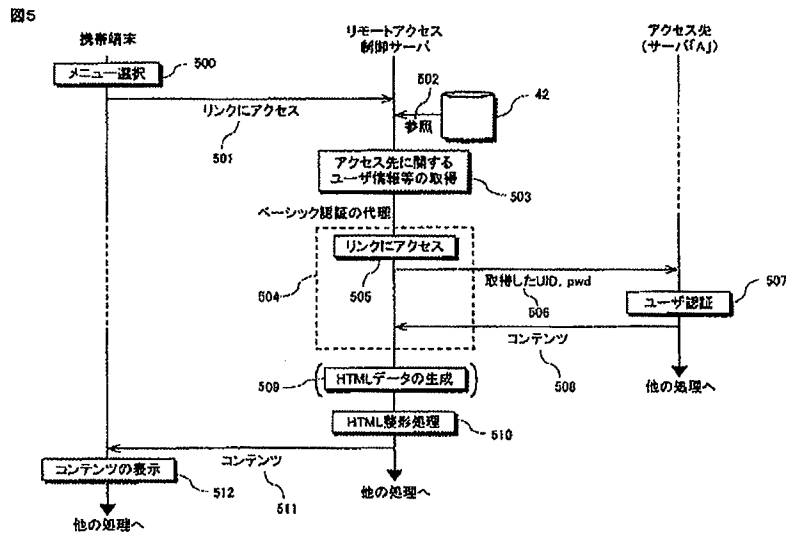 図5
携帯端末
リモートアクセス
制御サーバ
アクセス先
(サーバ「A」)
メニュー選択
500
リンクにアクセス
501
502
参照
42
アクセス先に関する
ユーザ情報等の取得
503
ベーシック認証の代理
リンクにアクセス
504
505
取得したUID, pwd
506
ユーザ認証
507
コンテンツ
508
他の処理へ
509
(HTMLデータの生成)
HTML整形処理
510
コンテンツ
511
コンテンツの表示
512
他の処理へ
他の処理へ